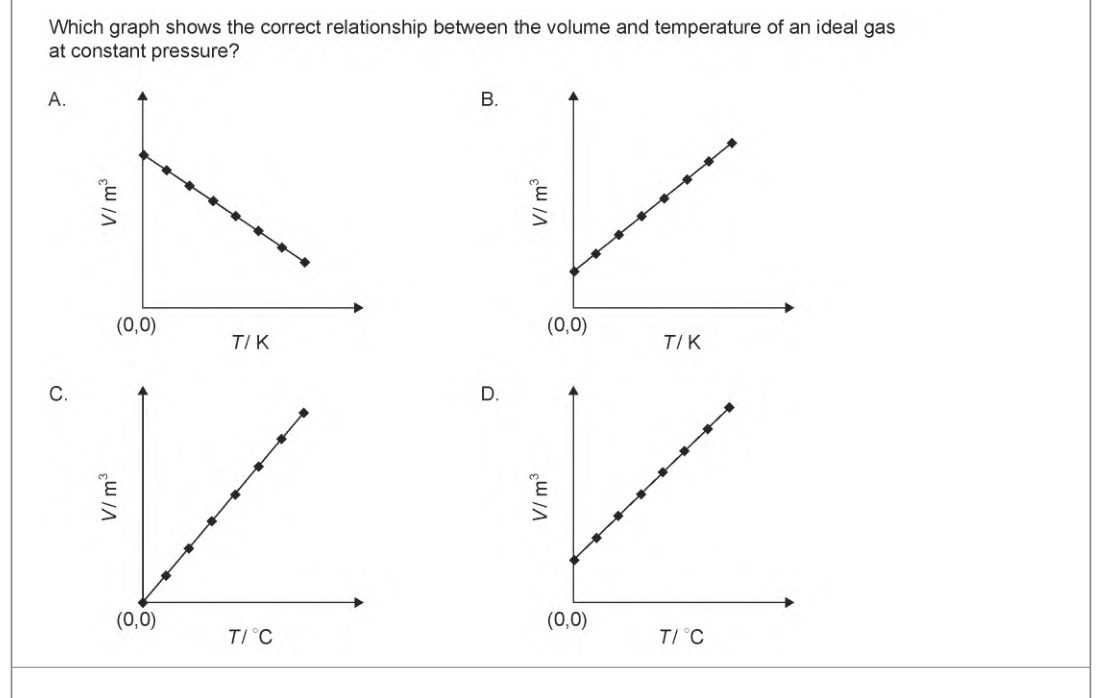 Which graph shows the correct relationship between the volume and temperature of an ideal gas
at constant pressure?
A.
B.
V / m³
V / m³
(0,0)
(0,0)
T / K
T / K
C.
D.
V / m³
V / m³
(0,0)
(0,0)
T / °C
T / °C